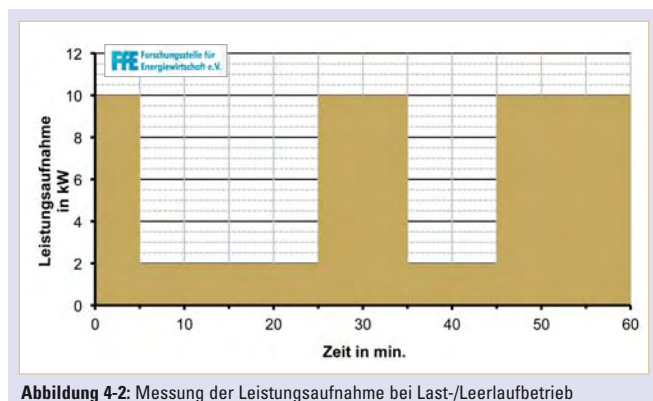 FfE Forschungsstelle für
Energiewirtschaft e.V.
Leistungsaufnahme
in kW
12
10
8
6
4
2
0
0 10 20 30 40 50 60
Zeit in min.
Abbildung 4-2: Messung der Leistungsaufnahme bei Last-/Leerlaufbetrieb